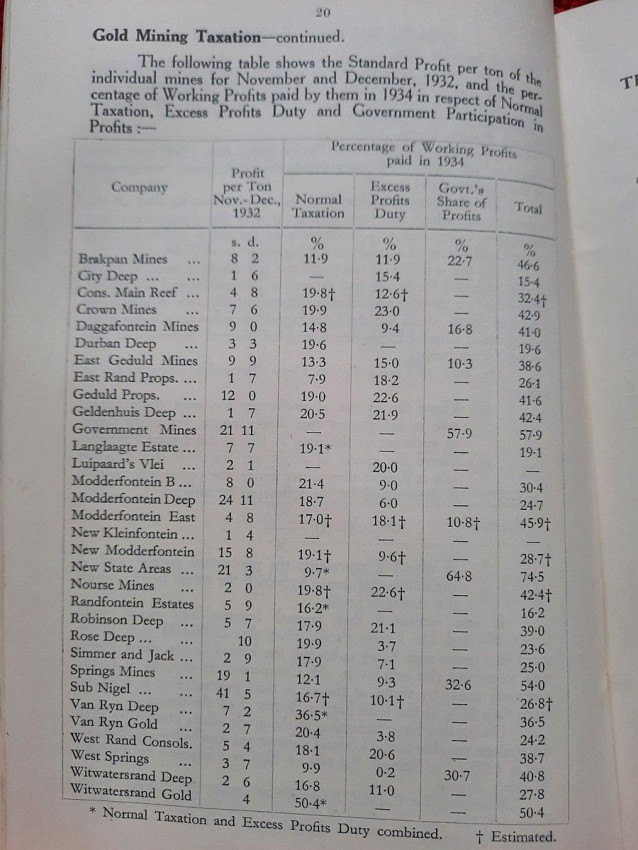 20
Gold Mining Taxation—continued.
The following table shows the Standard Profit per ton of the
individual mines for November and December, 1932, and the per-
centage of Working Profits paid by them in 1934 in respect of Normal
Taxation, Excess Profits Duty and Government Participation in
Profits :—
Percentage of Working Profits
paid in 1934
Company
Profit
per Ton
Nov.-Dec.,
1932
Normal
Taxation
Excess
Profits
Duty
Govt.'s
Share of
Profits
Total
s. d. % % % %
Brakpan Mines ... 8 2 11·9 11·9 22·7 46·6
City Deep ... ... 1 6 — 15·4 — 15·4
Cons. Main Reef ... 4 8 19·8† 12·6† — 32·4†
Crown Mines ... 7 6 19·9 23·0 — 42·9
Daggafontein Mines 9 0 14·8 9·4 16·8 41·0
Durban Deep ... 3 3 19·6 — — 19·6
East Geduld Mines 9 9 13·3 15·0 10·3 38·6
East Rand Props. ... 1 7 7·9 18·2 — 26·1
Geduld Props. ... 12 0 19·0 22·6 — 41·6
Geldenhuis Deep ... 1 7 20·5 21·9 — 42·4
Government Mines 21 11 — — 57·9 57·9
Langlaagte Estate ... 7 7 19·1* — — 19·1
Luipaard's Vlei ... 2 1 — 20·0 — —
Modderfontein B ... 8 0 21·4 9·0 — 30·4
Modderfontein Deep 24 11 18·7 6·0 — 24·7
Modderfontein East 4 8 17·0† 18·1† 10·8† 45·9†
New Kleinfontein ... 1 4 — — — —
New Modderfontein 15 8 19·1† 9·6† — 28·7†
New State Areas ... 21 3 9·7* — 64·8 74·5
Nourse Mines ... 2 0 19·8† 22·6† — 42·4†
Randfontein Estates 5 9 16·2* — — 16·2
Robinson Deep ... 5 7 17·9 21·1 — 39·0
Rose Deep ... ... 10 19·9 3·7 — 23·6
Simmer and Jack ... 2 9 17·9 7·1 — 25·0
Springs Mines ... 19 1 12·1 9·3 32·6 54·0
Sub Nigel ... ... 41 5 16·7† 10·1† — 26·8†
Van Ryn Deep ... 7 2 36·5* — — 36·5
Van Ryn Gold ... 2 7 20·4 3·8 — 24·2
West Rand Consols. 5 4 18·1 20·6 — 38·7
West Springs ... 3 7 9·9 0·2 30·7 40·8
Witwatersrand Deep 2 6 16·8 11·0 — 27·8
Witwatersrand Gold 4 50·4* — — 50·4
* Normal Taxation and Excess Profits Duty combined. † Estimated.